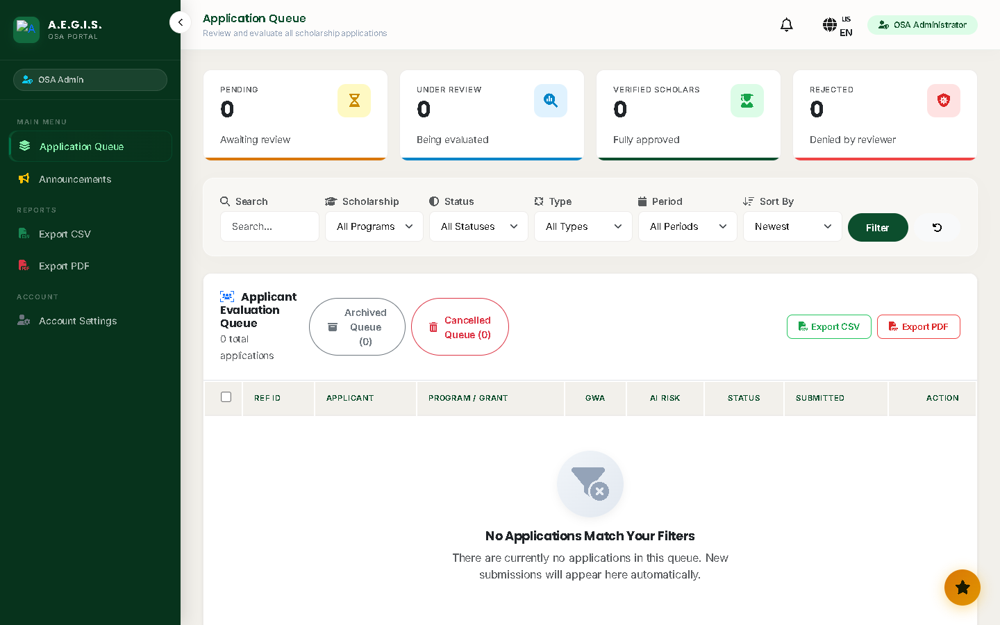 A.E.G.I.S.
OSA PORTAL
OSA Admin
MAIN MENU
Application Queue
Announcements
REPORTS
Export CSV
Export PDF
ACCOUNT
Account Settings
Application Queue
Review and evaluate all scholarship applications
US
EN
OSA Administrator
PENDING
0
Awaiting review
UNDER REVIEW
0
Being evaluated
VERIFIED SCHOLARS
0
Fully approved
REJECTED
0
Denied by reviewer
Search
Search...
Scholarship
All Programs
Status
All Statuses
Type
All Types
Period
All Periods
Sort By
Newest
Filter
Applicant
Evaluation
Queue
0 total
applications
Archived
Queue
(0)
Cancelled
Queue (0)
Export CSV
Export PDF
REF ID
APPLICANT
PROGRAM / GRANT
GWA
AI RISK
STATUS
SUBMITTED
ACTION
No Applications Match Your Filters
There are currently no applications in this queue. New
submissions will appear here automatically.